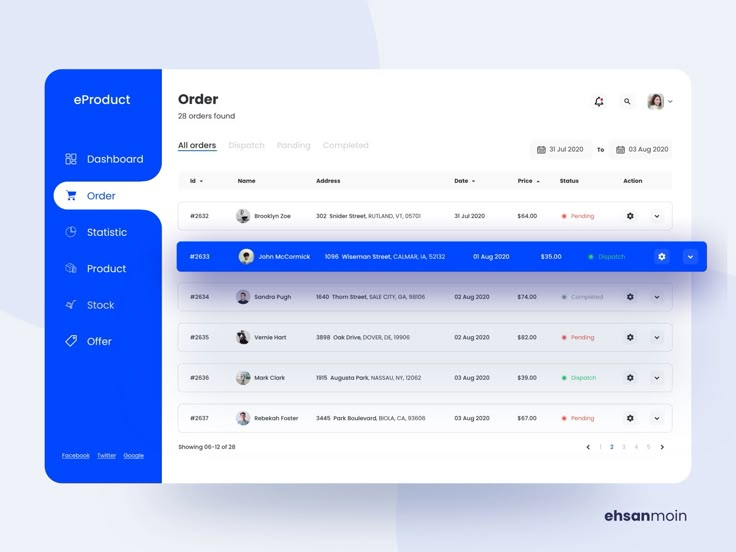 eProduct
Dashboard
Order
Statistic
Product
Stock
Offer
Facebook Twitter Google
Order
28 orders found
All orders Dispatch Panding Completed
31 Jul 2020 To 03 Aug 2020
Id Name Address Date Price Status Action
#2632 Brooklyn Zoe 302 Snider Street, RUTLAND, VT, 05701 31 Jul 2020 $64.00 Pending
#2633 John McCormick 1096 Wiseman Street, CALMAR, IA, 52132 01 Aug 2020 $35.00 Dispatch
#2634 Sandra Pugh 1640 Thorn Street, SALE CITY, GA, 98106 02 Aug 2020 $74.00 Completed
#2635 Vernie Hart 3898 Oak Drive, DOVER, DE, 19906 02 Aug 2020 $82.00 Pending
#2636 Mark Clark 1915 Augusta Park, NASSAU, NY, 12062 03 Aug 2020 $39.00 Dispatch
#2637 Rebekah Foster 3445 Park Boulevard, BIOLA, CA, 93606 03 Aug 2020 $67.00 Pending
Showing 06-12 of 28
1 2 3 4 5
ehsanmoin